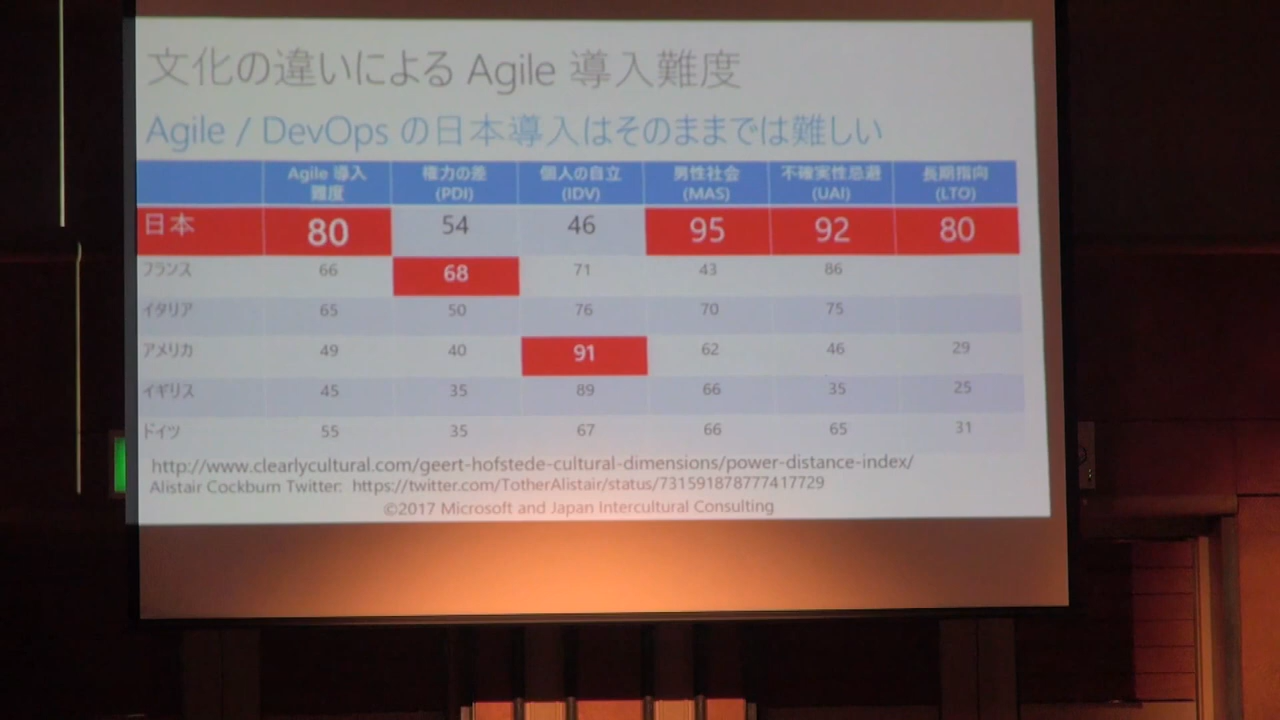 文化の違いによる Agile 導入難度
Agile / DevOps の日本導入はそのままでは難しい
Agile 導入難度 権力の差 (PDI) 個人の自立 (IDV) 男性社会 (MAS) 不確実性忌避 (UAI) 長期指向 (LTO)
日本 80 54 46 95 92 80
フランス 66 68 71 43 86
イタリア 65 50 76 70 75
アメリカ 49 40 91 62 46 29
イギリス 45 35 89 66 35 25
ドイツ 55 35 67 66 65 31
http://www.clearlycultural.com/geert-hofstede-cultural-dimensions/power-distance-index/
Alistair Cockburn Twitter: https://twitter.com/TotherAlistair/status/731591878777417729
©2017 Microsoft and Japan Intercultural Consulting